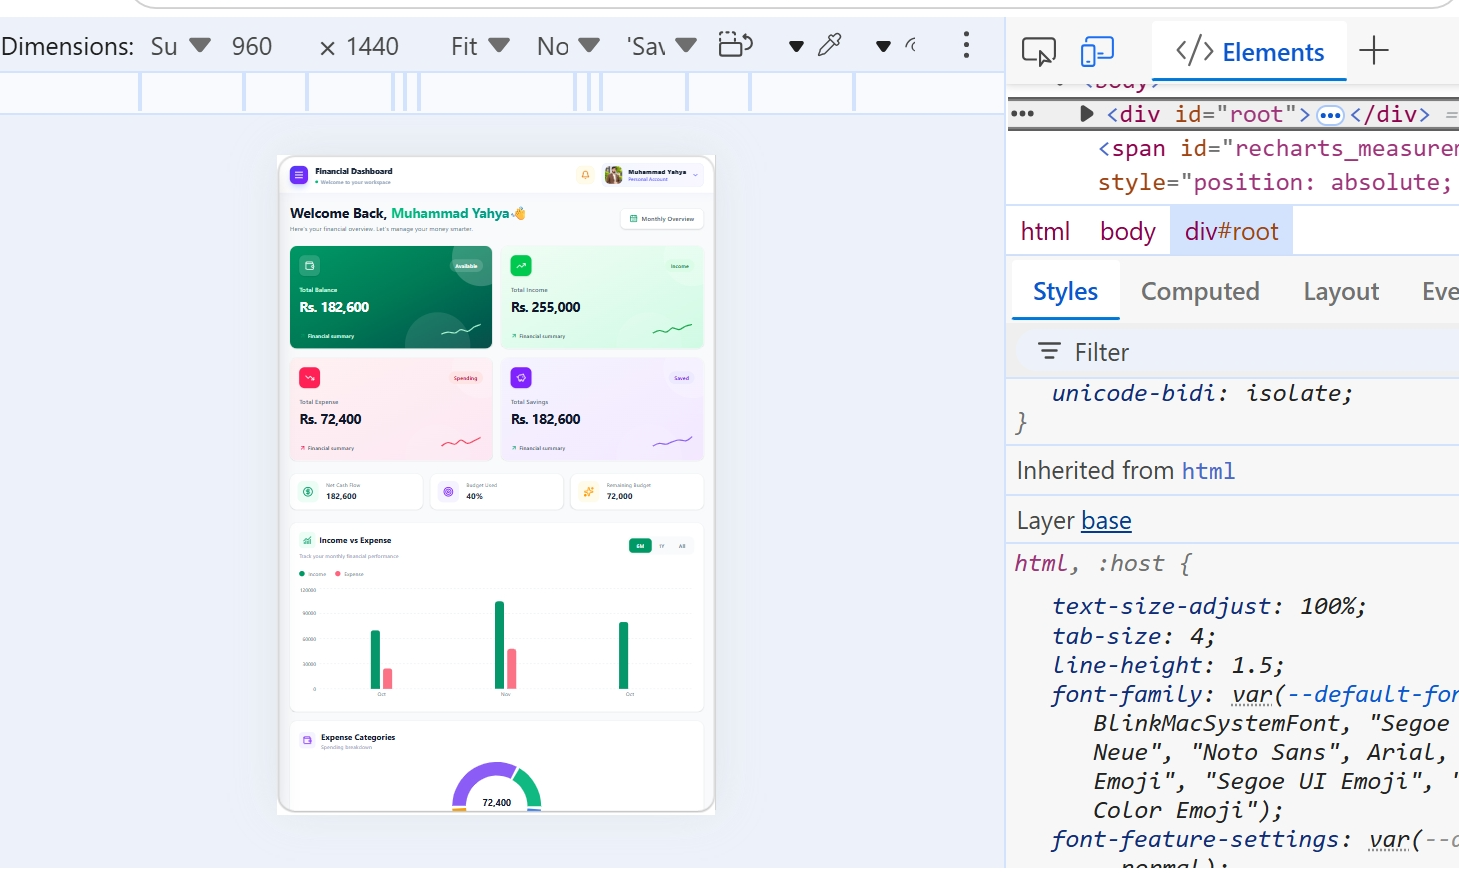 Dimensions: Su 960 × 1440 Fit No 'Sav
Elements
<body>
<div id="root"> ••• </div> =
<span id="recharts_measurer
style="position: absolute;
html body div#root
Styles Computed Layout Eve
Filter
unicode-bidi: isolate;
}
Inherited from html
Layer base
html, :host {
text-size-adjust: 100%;
tab-size: 4;
line-height: 1.5;
font-family: var(--default-for
BlinkMacSystemFont, "Segoe
Neue", "Noto Sans", Arial,
Emoji", "Segoe UI Emoji", "
Color Emoji");
font-feature-settings: var(--d
normal);
Financial Dashboard
Welcome to your workspace
Muhammad Yahya
Personal Account
Welcome Back, Muhammad Yahya👋
Here's your financial overview. Let's manage your money smarter.
Monthly Overview
Available
Total Balance
Rs. 182,600
Financial summary
Income
Total Income
Rs. 255,000
Financial summary
Spending
Total Expense
Rs. 72,400
Financial summary
Saved
Total Savings
Rs. 182,600
Financial summary
Net Cash Flow
182,600
Budget Used
40%
Remaining Budget
72,000
Income vs Expense
Track your monthly financial performance
6M 1Y All
Income Expense
120000
90000
60000
30000
0
Oct Nov Oct
Expense Categories
Spending breakdown
72,400